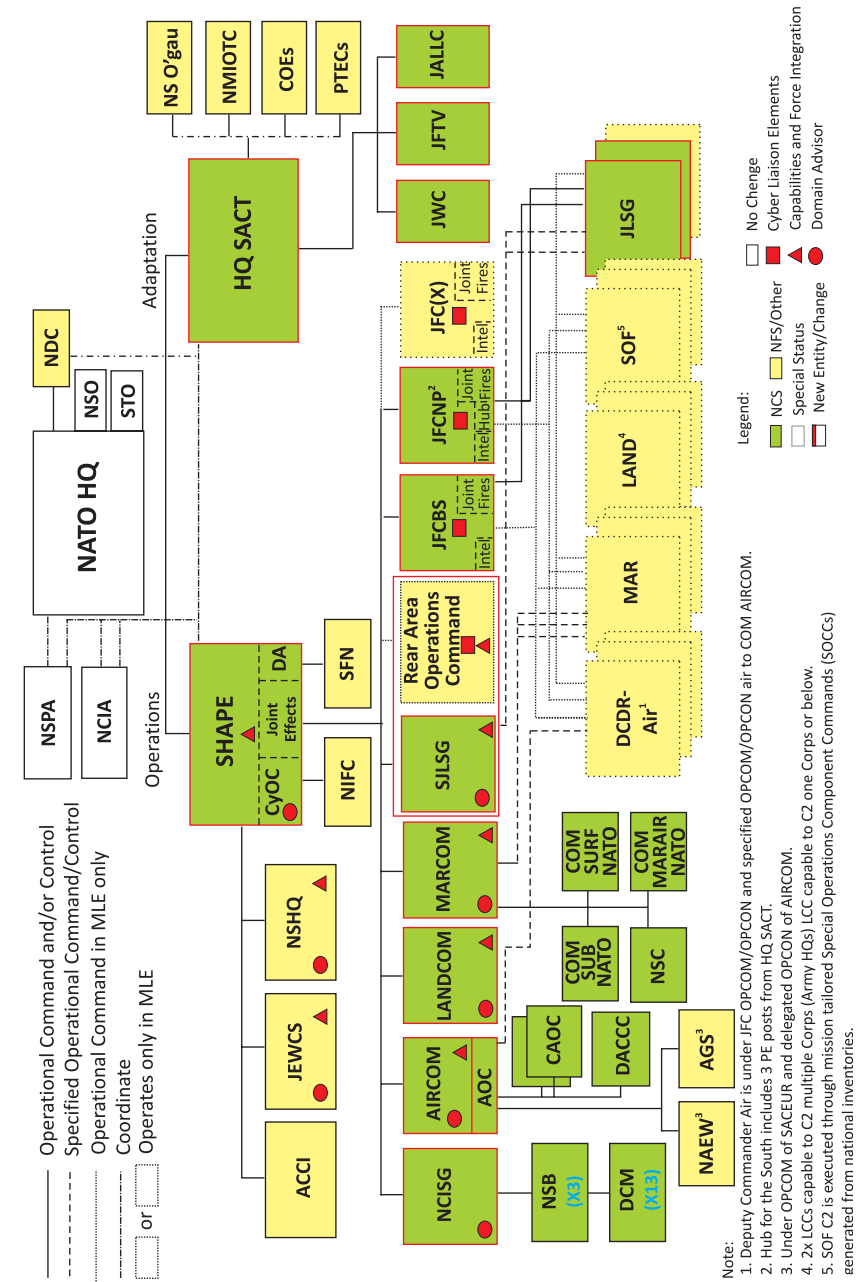 Operational Command and/or Control
Specified Operational Command/Control
Operational Command in MLE only
Coordinate
or
Operates only in MLE
NSPA
NCIA
NATO HQ
NSO
STO
NDC
Operations
Adaptation
SHAPE
CyOC
Joint
Effects
DA
HQ SACT
NS O'gau
NMIOTC
COEs
PTECs
ACCI
JEWCS
NSHQ
NIFC
SFN
JWC
JFTV
JALLC
NCISG
AIRCOM
AOC
LANDCOM
MARCOM
SJLSG
Rear Area
Operations
Command
JFCBS
Intel
Joint
Fires
JFCNP²
Intel
Hub
Joint
Fires
JFC(X)
Intel
Joint
Fires
NSB
(X3)
DCM
(X13)
CAOC
DACCC
NAEW³
AGS³
COM
SUB
NATO
COM
SURF
NATO
NSC
COM
MARAIR
NATO
DCDR-
Air¹
MAR
LAND⁴
SOF⁵
JLSG
Legend:
NCS
NFS/Other
Special Status
New Entity/Change
No Chenge
Cyber Liaison Elements
Capabilities and Force Integration
Domain Advisor
Note:
1. Deputy Commander Air is under JFC OPCOM/OPCON and specified OPCOM/OPCON air to COM AIRCOM.
2. Hub for the South includes 3 PE posts from HQ SACT.
3. Under OPCOM of SACEUR and delegated OPCON of AIRCOM.
4. 2x LCCs capable to C2 multiple Corps (Army HQs) LCC capable to C2 one Corps or below.
5. SOF C2 is executed through mission tailored Special Operations Component Commands (SOCCs)
generated from national inventories.